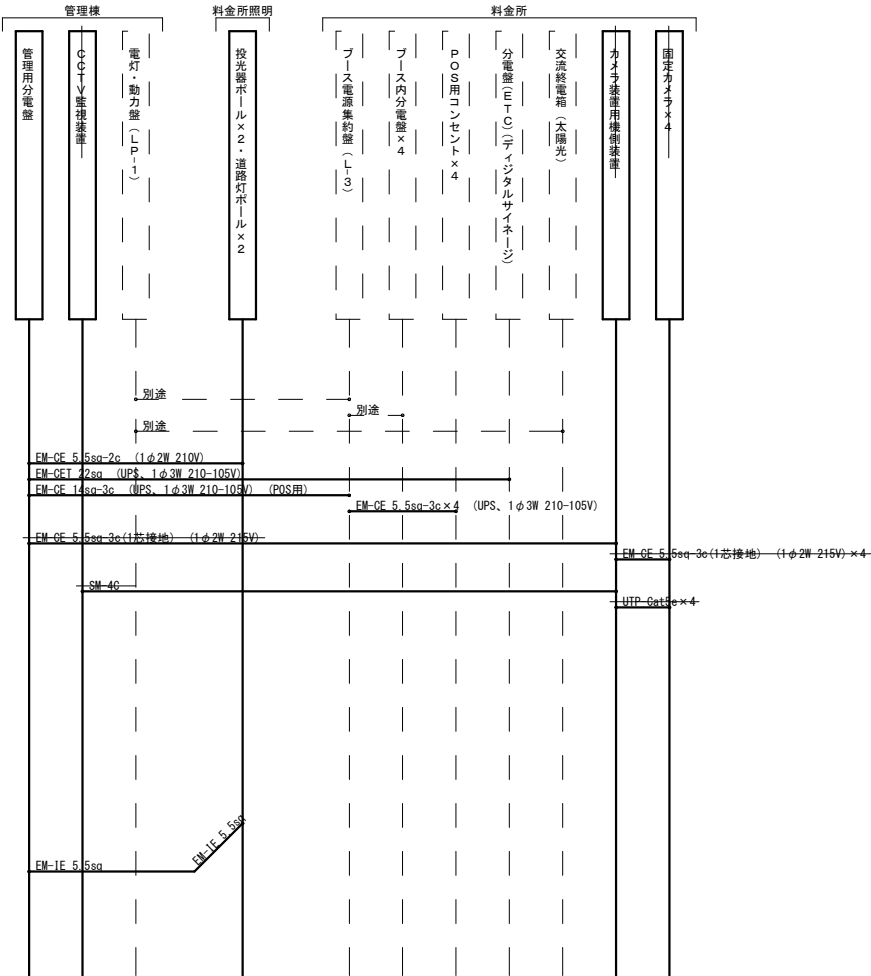 管理棟
料金所照明
料金所
管理用分電盤
CCTV監視装置
電灯・動力盤（LP-1）
投光器ポール×2・道路灯ポール×2
ブース電源集約盤（L-3）
ブース内分電盤×4
POS用コンセント×4
分電盤(ETC)(ディジタルサイネージ)
交流終電箱（太陽光）
カメラ装置用機側装置
固定カメラ×4
別途
別途
別途
EM-CE 5.5sq-2c （1φ2W 210V）
EM-CET 22sq （UPS、1φ3W 210-105V）
EM-CE 14sq-3c （UPS、1φ3W 210-105V）（POS用）
EM-CE 5.5sq-3c×4 （UPS、1φ3W 210-105V）
EM-CE 5.5sq-3c(1芯接地) （1φ2W 215V）
EM-CE 5.5sq-3c(1芯接地) （1φ2W 215V）×4
SM-4C
UTP Cat5e×4
EM-IE 5.5sq
EM-IE 5.5sq